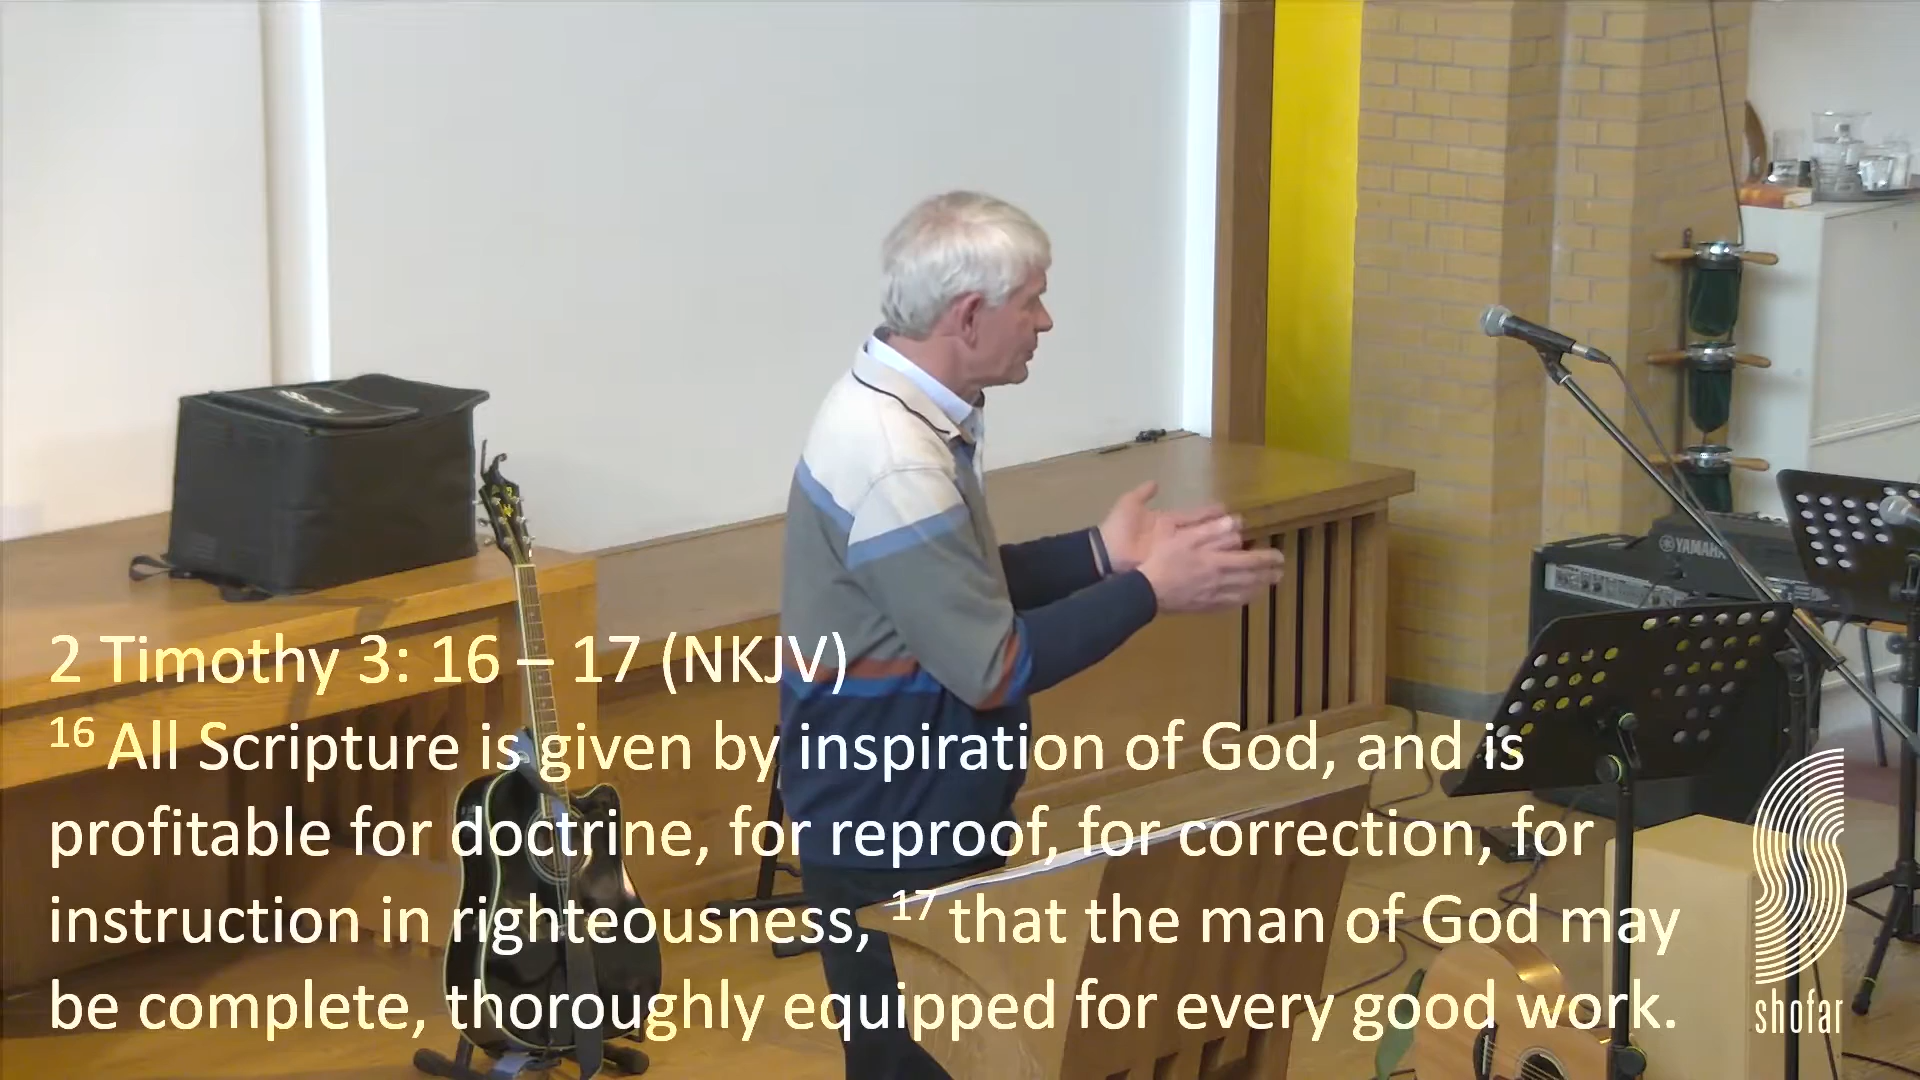 YAMAHA
2 Timothy 3: 16 – 17 (NKJV)
16 All Scripture is given by inspiration of God, and is
profitable for doctrine, for reproof, for correction, for
instruction in righteousness, 17 that the man of God may
be complete, thoroughly equipped for every good work.
shofar